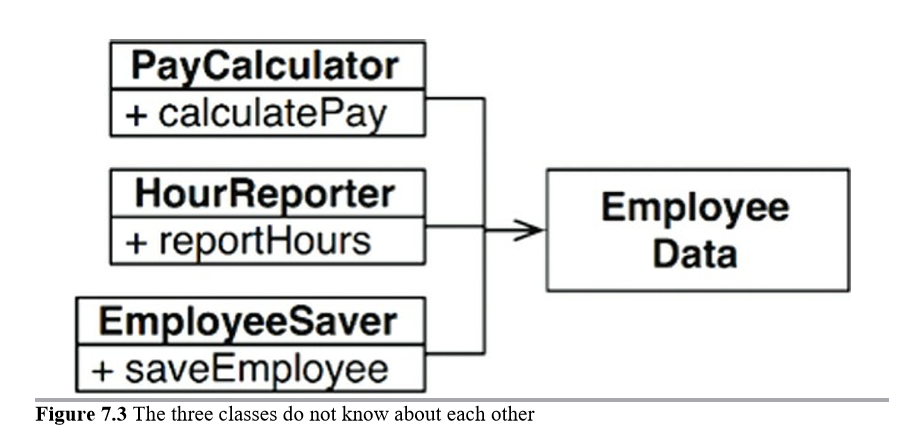 PayCalculator
+ calculatePay
HourReporter
+ reportHours
EmployeeSaver
+ saveEmployee
Employee
Data
Figure 7.3 The three classes do not know about each other